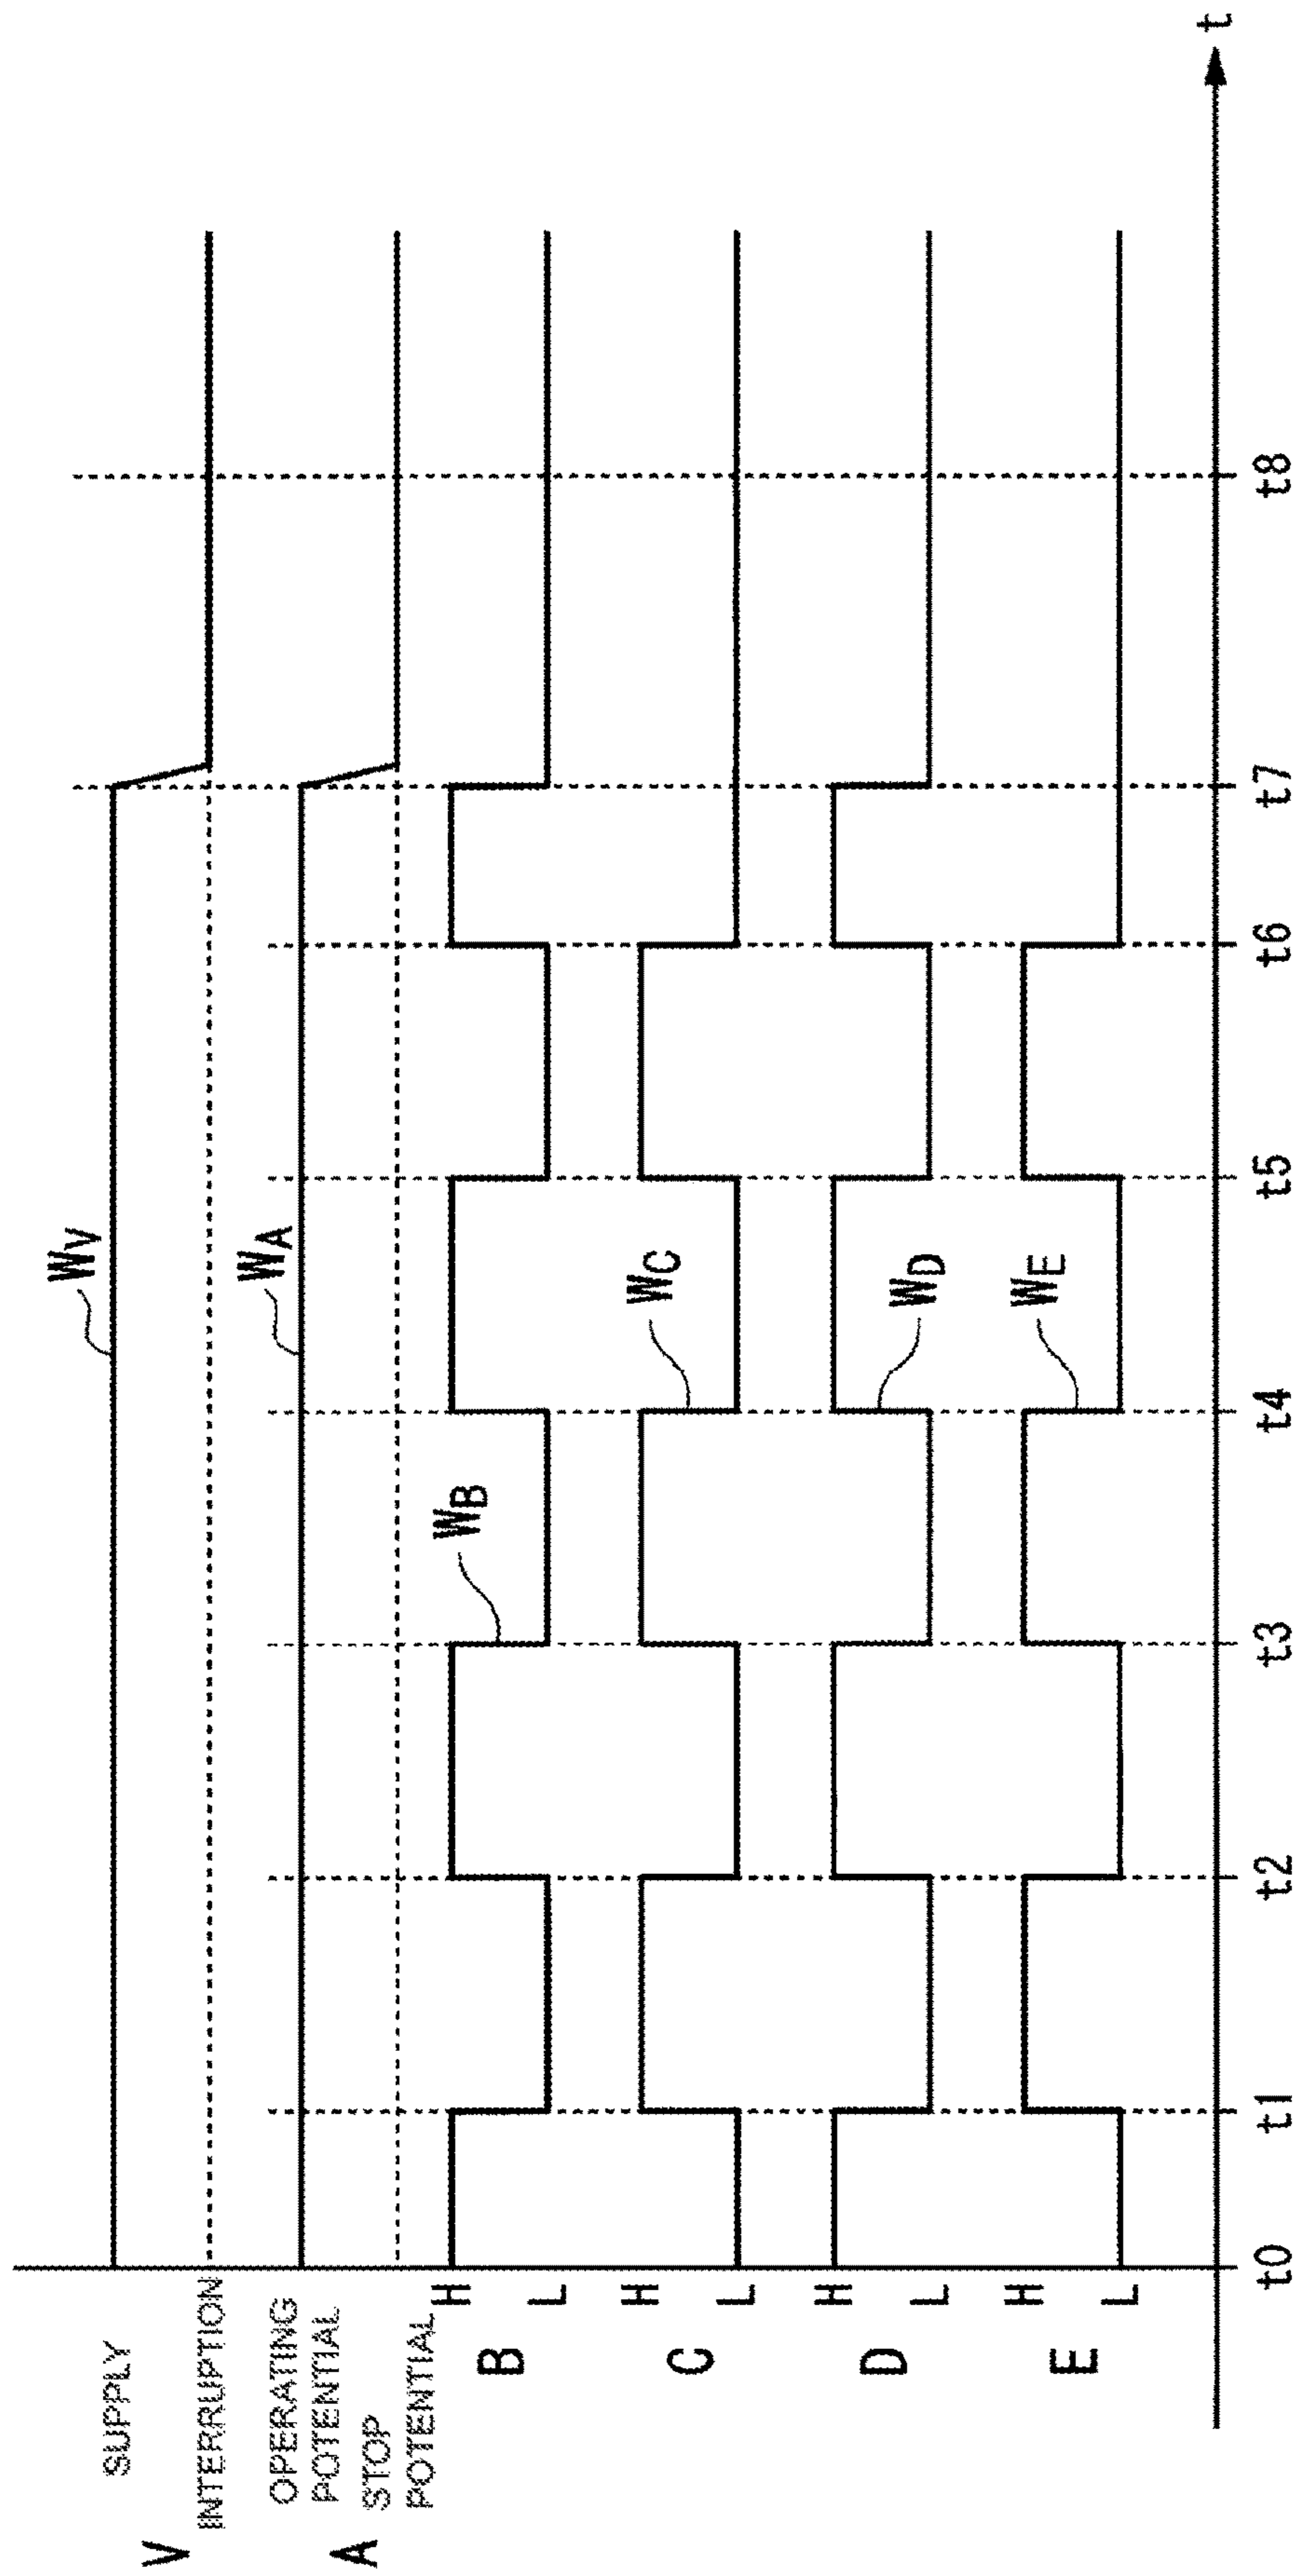 V
SUPPLY
INTERRUPTION
A
OPERATING
POTENTIAL
STOP
POTENTIAL
B
H
L
C
H
L
D
H
L
E
H
L
WV
WA
WB
WC
WD
WE
t0 t1 t2 t3 t4 t5 t6 t7 t8
t